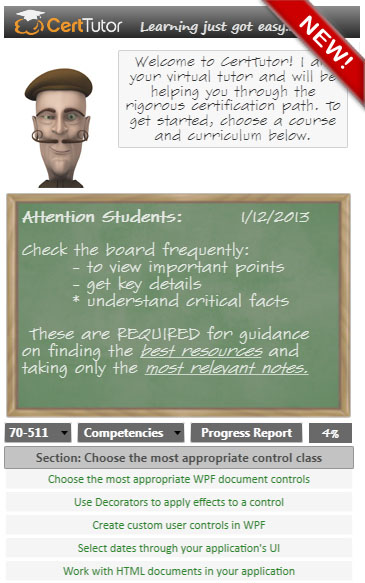 CertTutor
Learning just got easy.
NEW!
Welcome to CertTutor! I a
your virtual tutor and will be
helping you through the
rigorous certification path. To
get started, choose a course
and curriculum below.
Attention Students: 1/12/2013
Check the board frequently:
- to view important points
- get key details
* understand critical facts
These are REQUIRED for guidance
on finding the best resources and
taking only the most relevant notes.
70-511 Competencies Progress Report 4%
Section: Choose the most appropriate control class
Choose the most appropriate WPF document controls
Use Decorators to apply effects to a control
Create custom user controls in WPF
Select dates through your application's UI
Work with HTML documents in your application